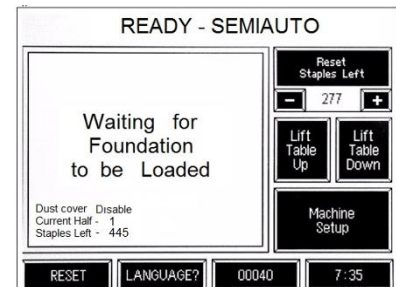 READY - SEMIAUTO
Waiting for
Foundation
to be Loaded
Dust cover Disable
Current Half - 1
Staples Left - 445
Reset
Staples Left
- 277 +
Lift
Table
Up
Lift
Table
Down
Machine
Setup
RESET
LANGUAGE?
00040
7:35